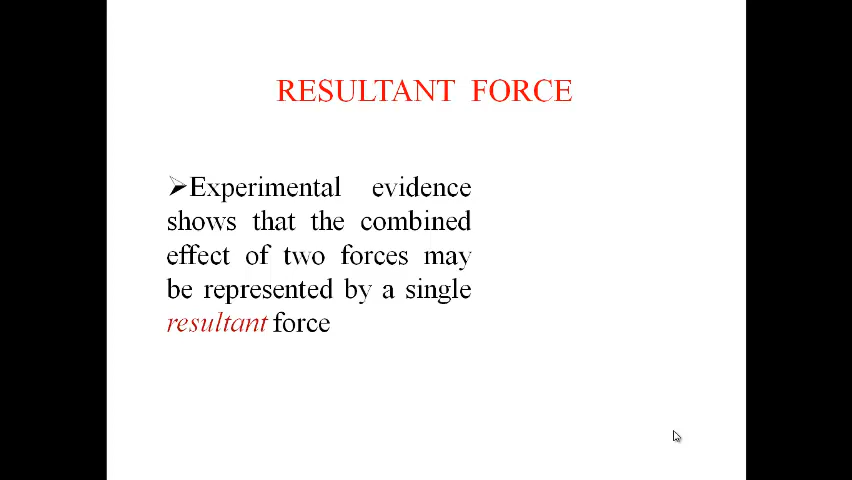 RESULTANT FORCE
➢Experimental evidence
shows that the combined
effect of two forces may
be represented by a single
resultant force